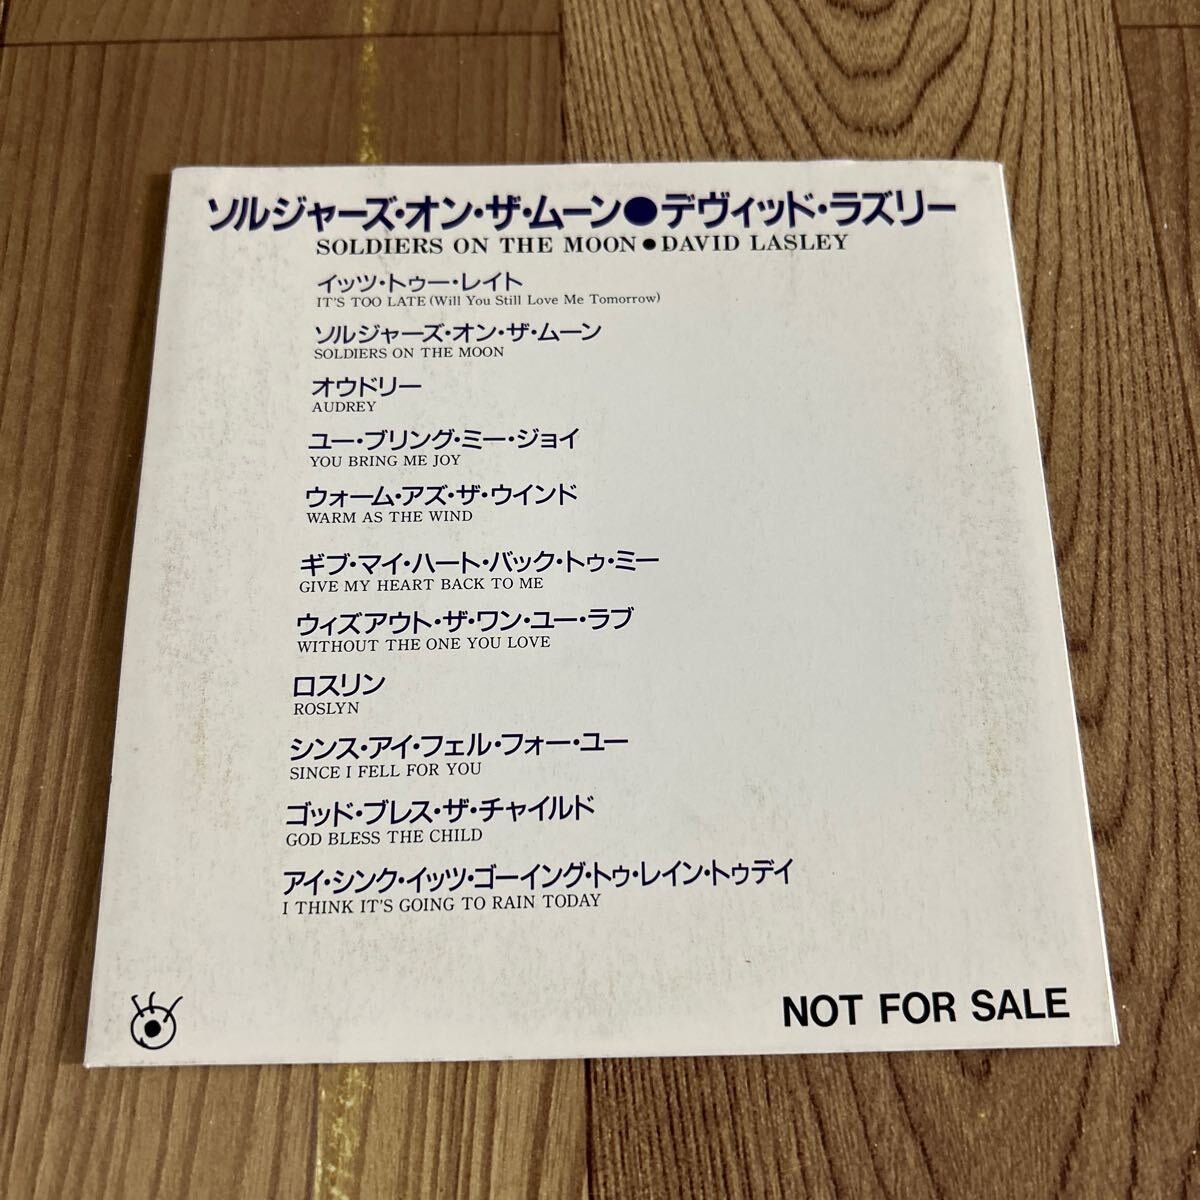 ソルジャーズ・オン・ザ・ムーン●デヴィッド・ラズリー
SOLDIERS ON THE MOON●DAVID LASLEY
イッツ・トゥー・レイト
IT'S TOO LATE (Will You Still Love Me Tomorrow)
ソルジャーズ・オン・ザ・ムーン
SOLDIERS ON THE MOON
オウドリー
AUDREY
ユー・ブリング・ミー・ジョイ
YOU BRING ME JOY
ウォーム・アズ・ザ・ウインド
WARM AS THE WIND
ギブ・マイ・ハート・バック・トゥ・ミー
GIVE MY HEART BACK TO ME
ウィズアウト・ザ・ワン・ユー・ラブ
WITHOUT THE ONE YOU LOVE
ロスリン
ROSLYN
シンス・アイ・フェル・フォー・ユー
SINCE I FELL FOR YOU
ゴッド・ブレス・ザ・チャイルド
GOD BLESS THE CHILD
アイ・シンク・イッツ・ゴーイング・トゥ・レイン・トゥデイ
I THINK IT'S GOING TO RAIN TODAY
NOT FOR SALE